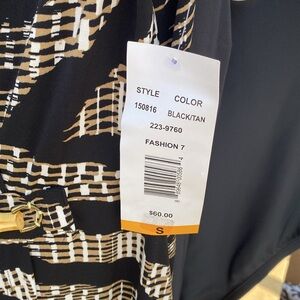 STYLE COLOR
150816 BLACK/TAN
223-9760
FASHION 7
$60.00
S